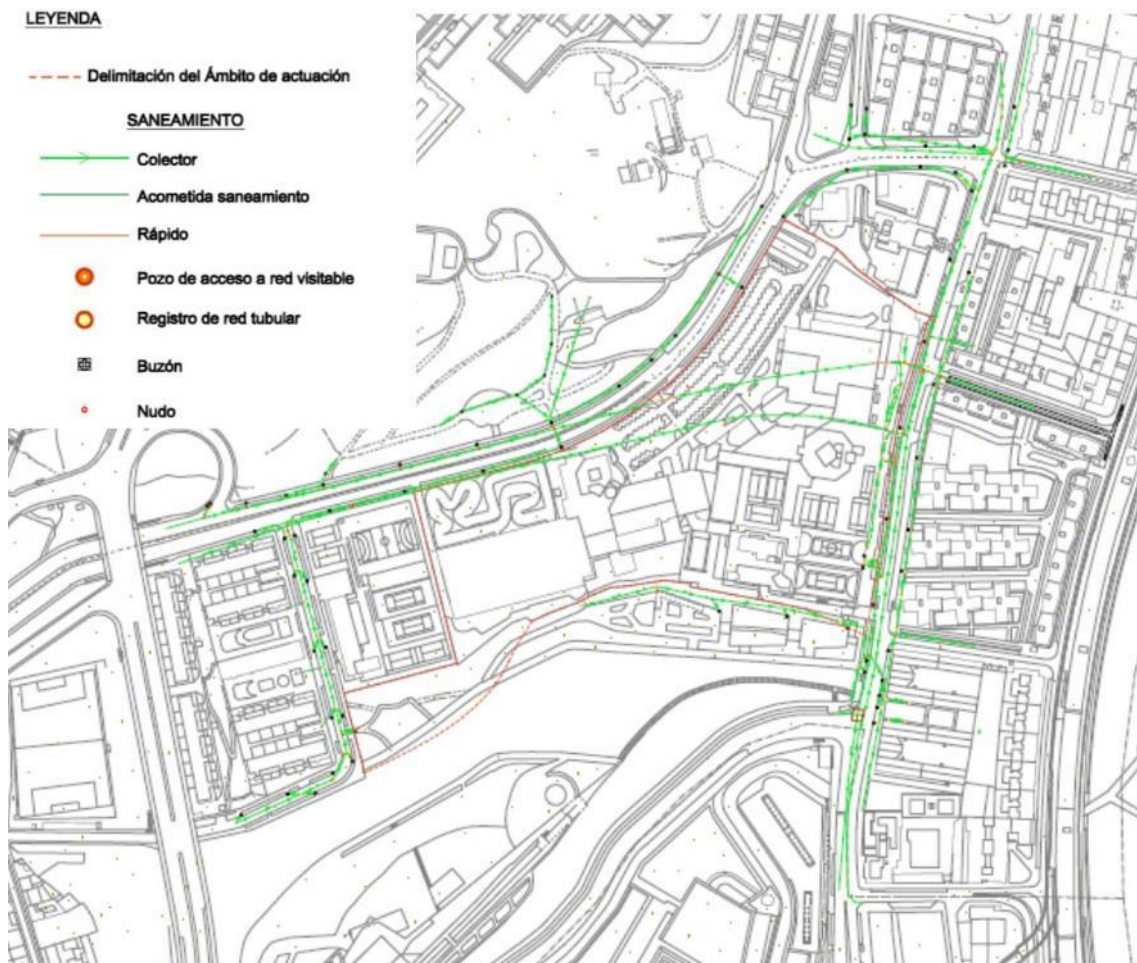 LEYENDA
Delimitación del Ámbito de actuación
SANEAMIENTO
Colector
Acometida saneamiento
Rápido
Pozo de acceso a red visitable
Registro de red tubular
Buzón
Nudo